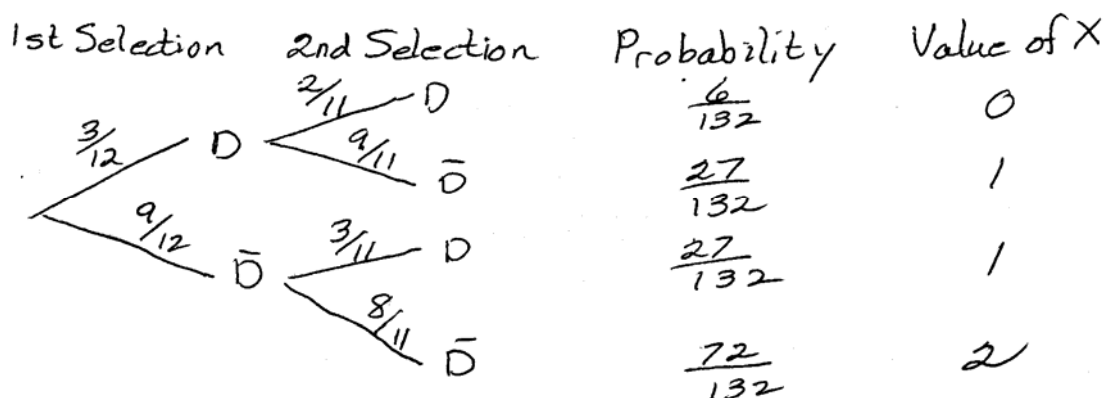 1st Selection 2nd Selection Probability Value of X
2/11 D 6/132 0
3/12 D 9/11 D̄ 27/132 1
9/12 D̄ 3/11 D 27/132 1
8/11 D̄ 72/132 2